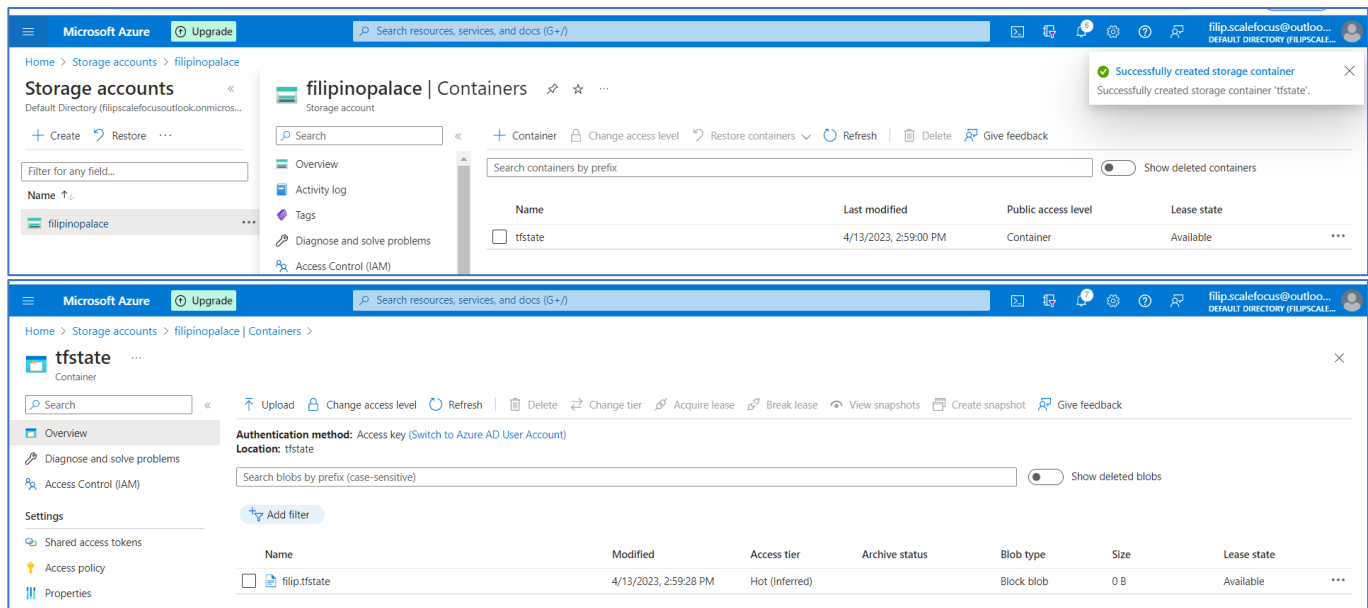 Microsoft Azure Upgrade Search resources, services, and docs (G+/) 6 filip.scalefocus@outloo...
DEFAULT DIRECTORY (FILIPSCALE...
Home > Storage accounts > filipinopalace
Successfully created storage container
Successfully created storage container 'tfstate'.
Storage accounts «
Default Directory (filipscalefocusoutlook.onmicros...
+ Create Restore ...
Filter for any field...
Name ↑↓
filipinopalace ...
filipinopalace | Containers ...
Storage account
Search «
Overview
Activity log
Tags
Diagnose and solve problems
Access Control (IAM)
+ Container Change access level Restore containers Refresh Delete Give feedback
Search containers by prefix Show deleted containers
Name Last modified Public access level Lease state
tfstate 4/13/2023, 2:59:00 PM Container Available ...
Microsoft Azure Upgrade Search resources, services, and docs (G+/) 7 filip.scalefocus@outloo...
DEFAULT DIRECTORY (FILIPSCALE...
Home > Storage accounts > filipinopalace | Containers >
tfstate ...
Container
Search «
Overview
Diagnose and solve problems
Access Control (IAM)
Settings
Shared access tokens
Access policy
Properties
Upload Change access level Refresh Delete Change tier Acquire lease Break lease View snapshots Create snapshot Give feedback
Authentication method: Access key (Switch to Azure AD User Account)
Location: tfstate
Search blobs by prefix (case-sensitive) Show deleted blobs
Add filter
Name Modified Access tier Archive status Blob type Size Lease state
filip.tfstate 4/13/2023, 2:59:28 PM Hot (Inferred) Block blob 0 B Available ...